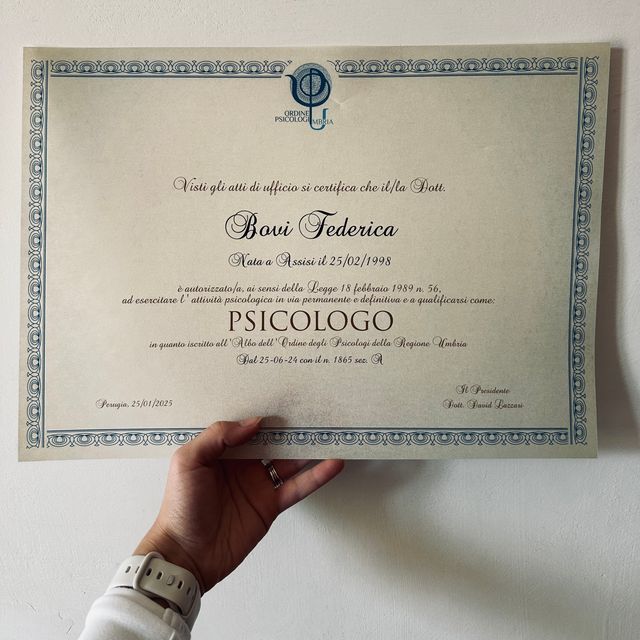 ORDINE
PSICOLOGI
UMBRIA
Visti gli atti di ufficio si certifica che il/la Dott.
Bovi Federica
Nata a Assisi il 25/02/1998
è autorizzato/a, ai sensi della Legge 18 febbraio 1989 n. 56,
ad esercitare l' attività psicologica in via permanente e definitiva e a qualificarsi come:
PSICOLOGO
in quanto iscritto all'Albo dell'Ordine degli Psicologi della Regione Umbria
Dal 25-06-24 con il n. 1865 sez. A
Perugia, 25/01/2025
Il Presidente
Dott. David Lazzari